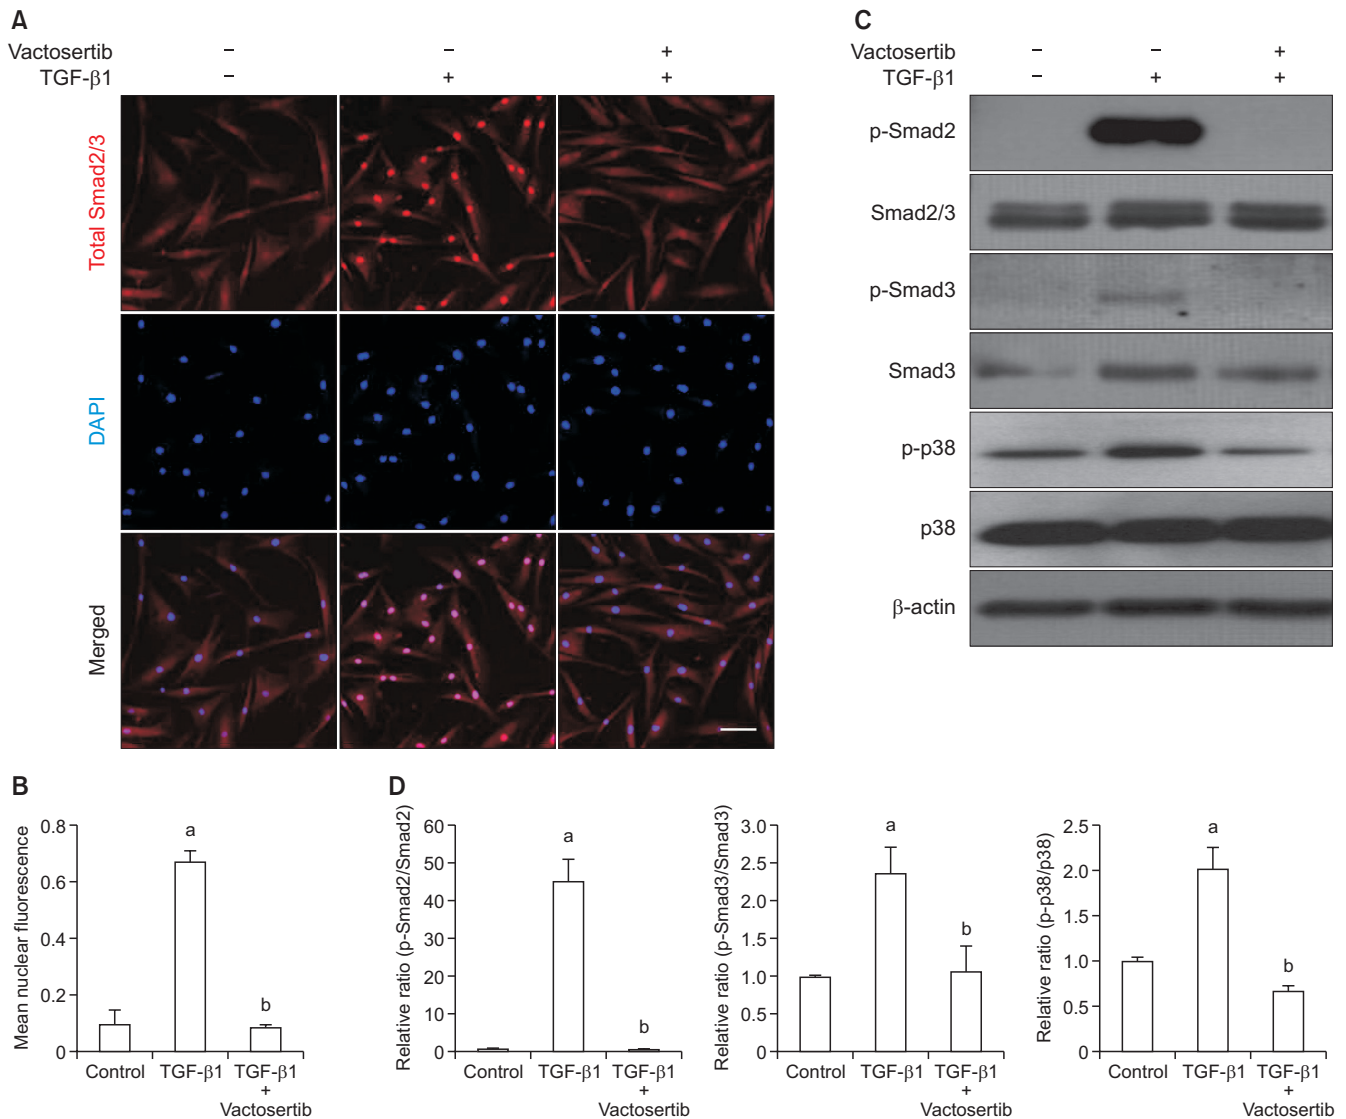 A
Vactosertib − − +
TGF-β1 − + +
Total Smad2/3
DAPI
Merged
C
Vactosertib − − +
TGF-β1 − + +
p-Smad2
Smad2/3
p-Smad3
Smad3
p-p38
p38
β-actin
B
Mean nuclear fluorescence
0.8
0.6
0.4
0.2
0
a
b
Control TGF-β1 TGF-β1
+
Vactosertib
D
Relative ratio (p-Smad2/Smad2)
60
50
40
30
20
10
0
a
b
Control TGF-β1 TGF-β1
+
Vactosertib
Relative ratio (p-Smad3/Smad3)
3.0
2.5
2.0
1.5
1.0
0.5
0
a
b
Control TGF-β1 TGF-β1
+
Vactosertib
Relative ratio (p-p38/p38)
2.5
2.0
1.5
1.0
0.5
0
a
b
Control TGF-β1 TGF-β1
+
Vactosertib